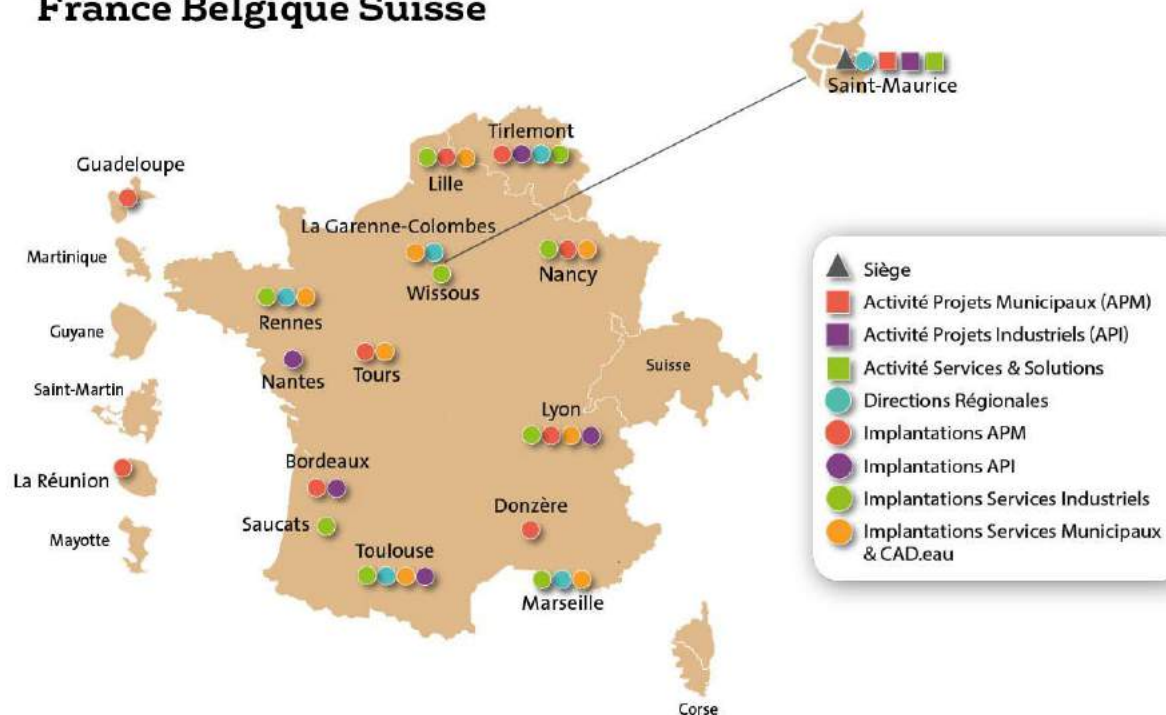 France Belgique Suisse
Saint-Maurice
Tirlemont
Guadeloupe
Lille
La Garenne-Colombes
Martinique
Nancy
Wissous
Rennes
Guyane
Suisse
Nantes
Tours
Saint-Martin
Lyon
Bordeaux
La Réunion
Donzère
Saucats
Mayotte
Toulouse
Marseille
Corse
Siège
Activité Projets Municipaux (APM)
Activité Projets Industriels (API)
Activité Services & Solutions
Directions Régionales
Implantations APM
Implantations API
Implantations Services Industriels
Implantations Services Municipaux
& CAD.eau